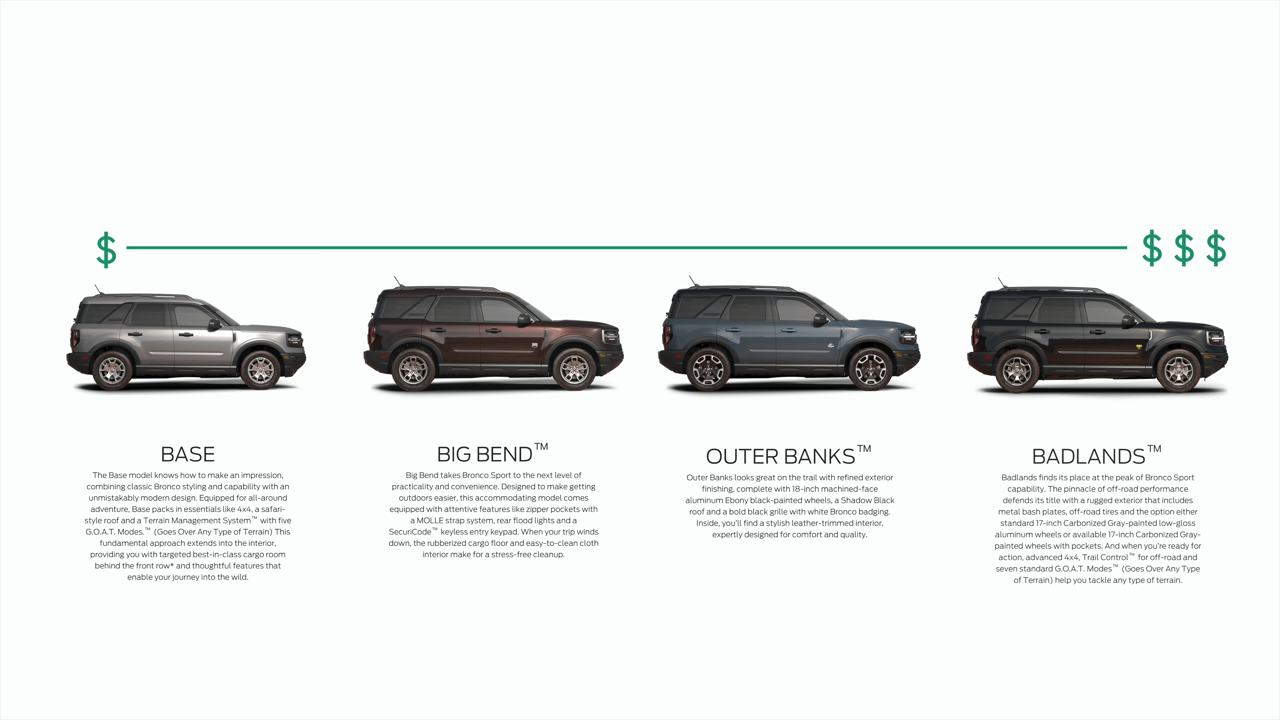 $
$ $ $
BASE
The Base model knows how to make an impression,
combining classic Bronco styling and capability with an
unmistakably modern design. Equipped for all-around
adventure, Base packs in essentials like 4x4, a safari-
style roof and a Terrain Management System™ with five
G.O.A.T. Modes.™ (Goes Over Any Type of Terrain) This
fundamental approach extends into the interior,
providing you with targeted best-in-class cargo room
behind the front row* and thoughtful features that
enable your journey into the wild.
BIG BEND™
Big Bend takes Bronco Sport to the next level of
practicality and convenience. Designed to make getting
outdoors easier, this accommodating model comes
equipped with attentive features like zipper pockets with
a MOLLE strap system, rear flood lights and a
SecuriCode™ keyless entry keypad. When your trip winds
down, the rubberized cargo floor and easy-to-clean cloth
interior make for a stress-free cleanup.
OUTER BANKS™
Outer Banks looks great on the trail with refined exterior
finishing, complete with 18-inch machined-face
aluminum Ebony black-painted wheels, a Shadow Black
roof and a bold black grille with white Bronco badging.
Inside, you'll find a stylish leather-trimmed interior,
expertly designed for comfort and quality.
BADLANDS™
Badlands finds its place at the peak of Bronco Sport
capability. The pinnacle of off-road performance
defends its title with a rugged exterior that includes
metal bash plates, off-road tires and the option either
standard 17-inch Carbonized Gray-painted low-gloss
aluminum wheels or available 17-inch Carbonized Gray-
painted wheels with pockets. And when you're ready for
action, advanced 4x4, Trail Control™ for off-road and
seven standard G.O.A.T. Modes™ (Goes Over Any Type
of Terrain) help you tackle any type of terrain.